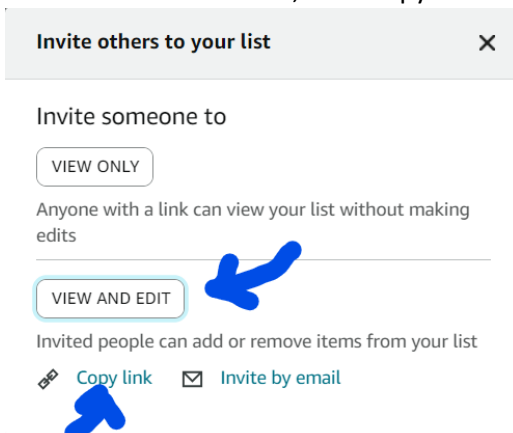 Invite others to your list
Invite someone to
VIEW ONLY
Anyone with a link can view your list without making
edits
VIEW AND EDIT
Invited people can add or remove items from your list
Copy link Invite by email